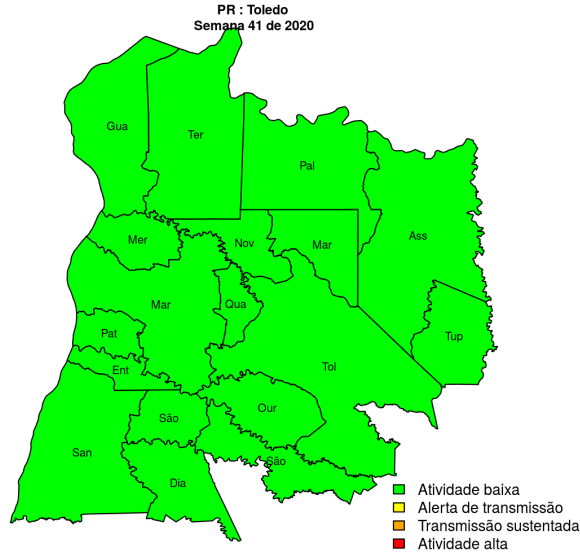 PR : Toledo
Semana 41 de 2020
Gua
Ter
Pal
Mer
Nov
Mar
Ass
Mar
Qua
Pat
Tup
Ent
Tol
São
Our
San
São
Dia
Atividade baixa
Alerta de transmissão
Transmissão sustentada
Atividade alta